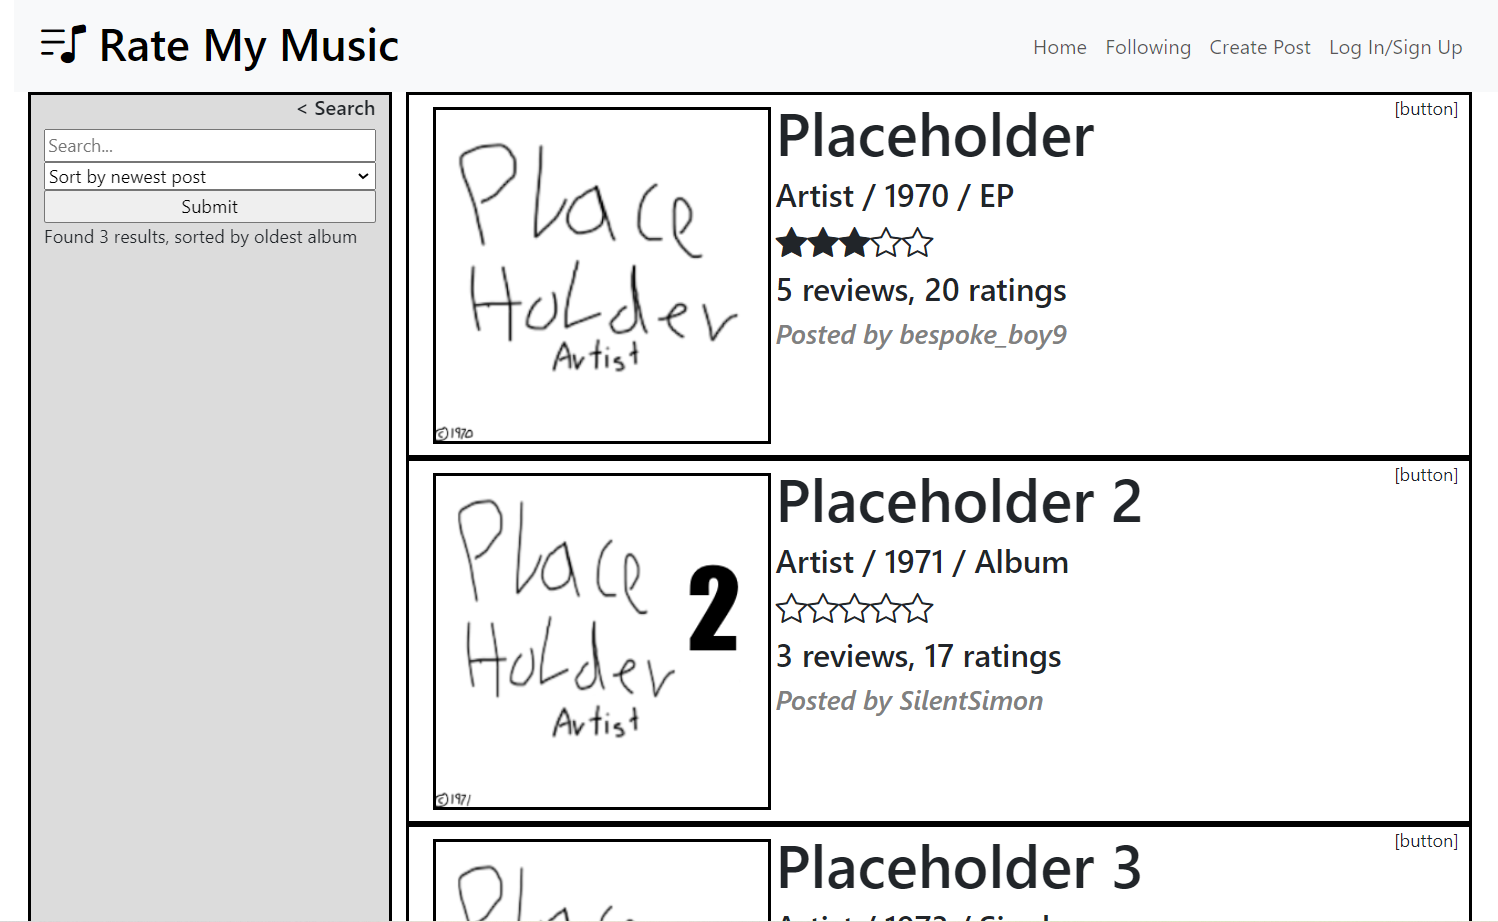 Rate My Music
Home Following Create Post Log In/Sign Up
< Search
Search...
Sort by newest post
Submit
Found 3 results, sorted by oldest album
Place
Holder
Artist
©1970
Placeholder
[button]
Artist / 1970 / EP
5 reviews, 20 ratings
Posted by bespoke_boy9
Place
2
Holder
Artist
©1971
Placeholder 2
[button]
Artist / 1971 / Album
3 reviews, 17 ratings
Posted by SilentSimon
Place
Placeholder 3
[button]